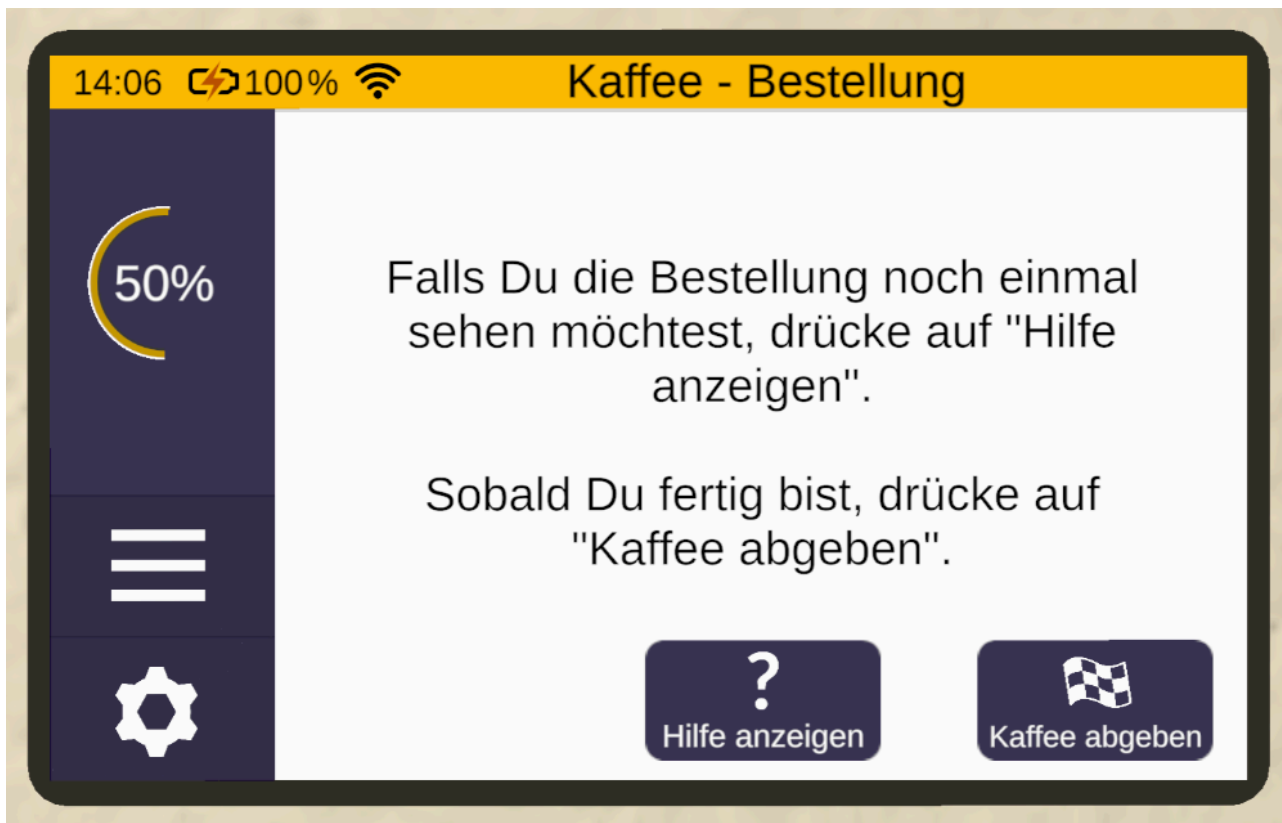 14:06 100% Kaffee - Bestellung
50%
Falls Du die Bestellung noch einmal
sehen möchtest, drücke auf "Hilfe
anzeigen".
Sobald Du fertig bist, drücke auf
"Kaffee abgeben".
?
Hilfe anzeigen
Kaffee abgeben